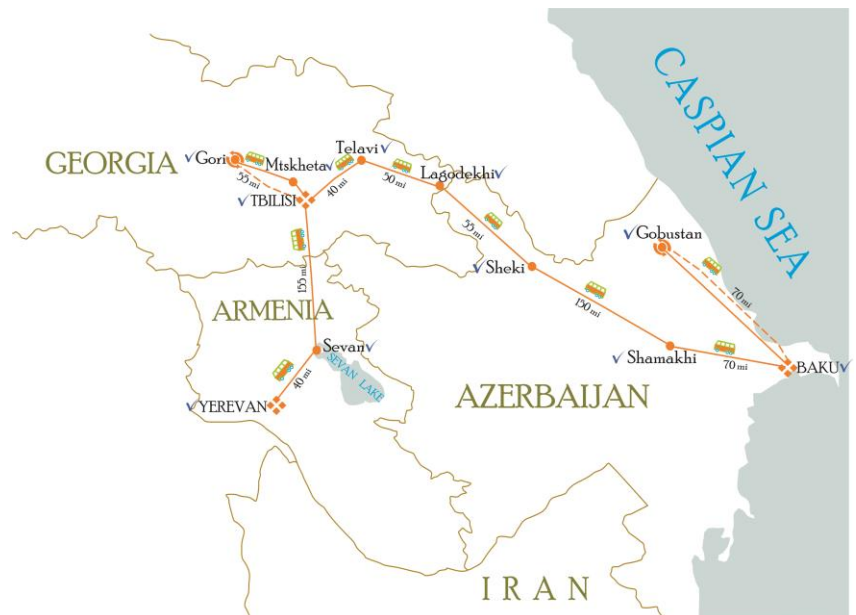 CASPIAN SEA
GEORGIA
Gori
Mtskheta
Telavi
55 mi
40 mi
50 mi
Lagodekhi
TBILISI
55 mi
Gobustan
155 mi
Sheki
70 mi
150 mi
ARMENIA
Sevan
Shamakhi
70 mi
BAKU
SEVAN LAKE
40 mi
YEREVAN
AZERBAIJAN
IRAN